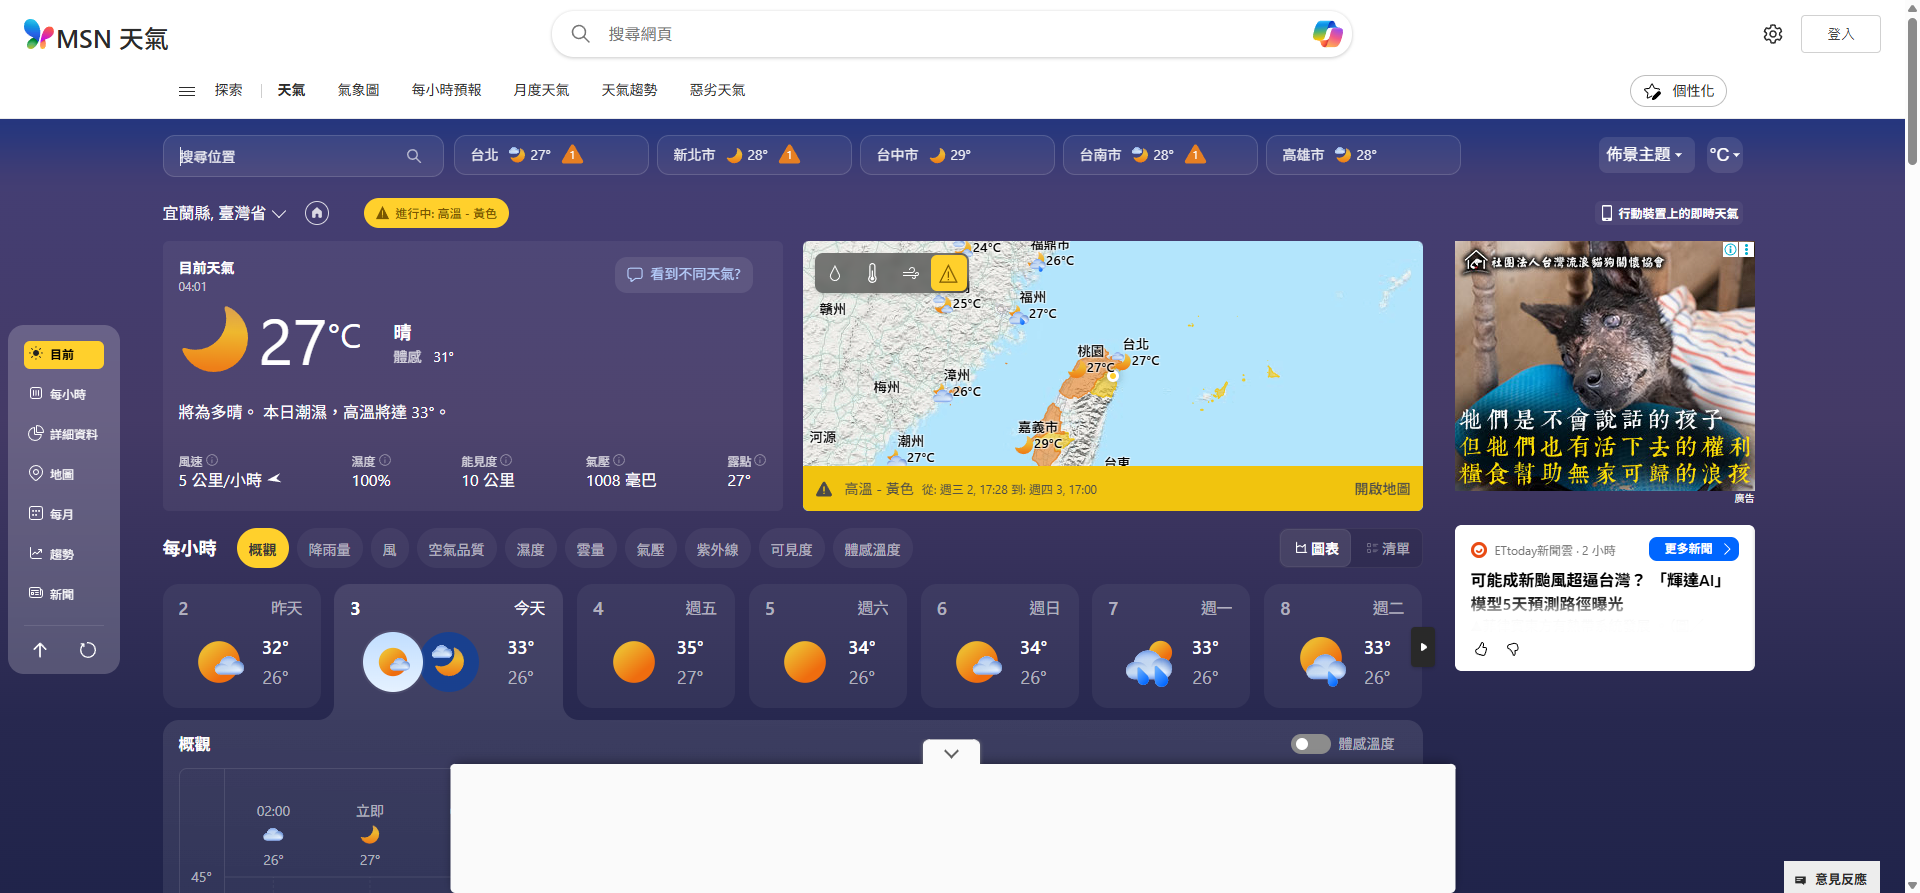 MSN 天氣
搜尋網頁
登入
探索
天氣
氣象圖
每小時預報
月度天氣
天氣趨勢
惡劣天氣
個性化
搜尋位置
台北 27° 1
新北市 28° 1
台中市 29°
台南市 28° 1
高雄市 28°
佈景主題
°C
宜蘭縣, 臺灣省
進行中: 高溫 - 黃色
行動裝置上的即時天氣
目前
每小時
詳細資料
地圖
每月
趨勢
新聞
目前天氣
04:01
看到不同天氣?
27°C
晴
體感 31°
將為多晴。 本日潮濕，高溫將達 33°。
風速
5 公里/小時
濕度
100%
能見度
10 公里
氣壓
1008 毫巴
露點
27°
24°C
福鼎市
26°C
25°C
贛州
福州
27°C
桃園
27°C
台北
27°C
漳州
26°C
梅州
河源
嘉義市
29°C
潮州
27°C
台東
高溫 - 黃色 從: 週三 2, 17:28 到: 週四 3, 17:00
開啟地圖
社團法人台灣流浪貓狗關懷協會
牠們是不會說話的孩子
但牠們也有活下去的權利
糧食幫助無家可歸的浪孩
廣告
ETtoday新聞雲 · 2 小時
更多新聞
可能成新颱風超逼台灣？ 「輝達AI」
模型5天預測路徑曝光
每小時
概觀
降雨量
風
空氣品質
濕度
雲量
氣壓
紫外線
可見度
體感溫度
圖表
清單
2 昨天
32°
26°
3 今天
33°
26°
4 週五
35°
27°
5 週六
34°
26°
6 週日
34°
26°
7 週一
33°
26°
8 週二
33°
26°
概觀
體感溫度
02:00
26°
立即
27°
45°
意見反應